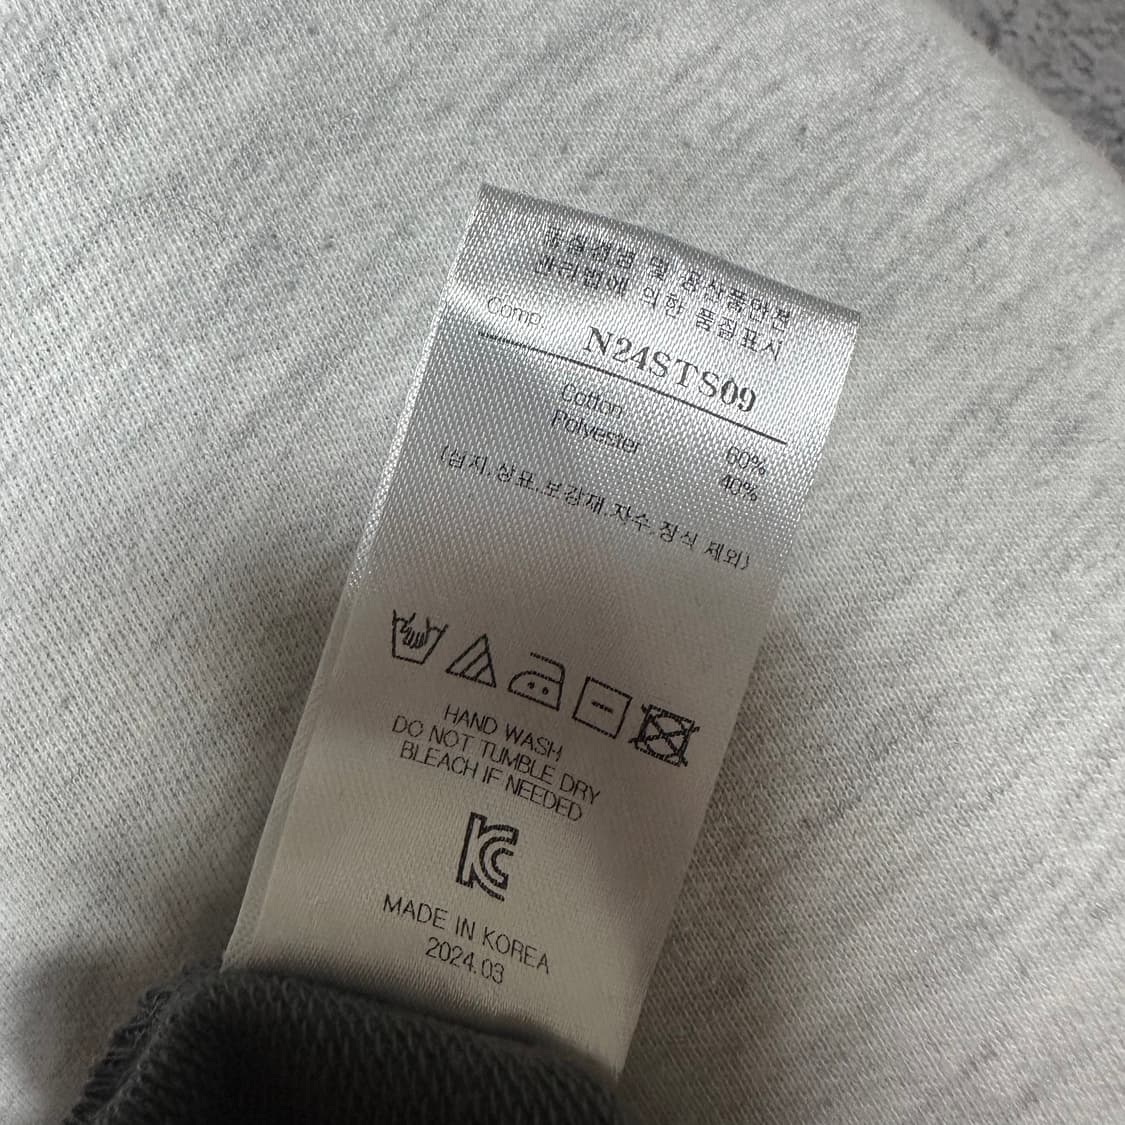 품질경영 및 공산품안전
관리법에 의한 품질표시
Comp. N24STS09
Cotton 60%
Polyester 40%
(심지,상표,보강재,자수,장식 제외)
HAND WASH
DO NOT TUMBLE DRY
BLEACH IF NEEDED
KC
MADE IN KOREA
2024.03